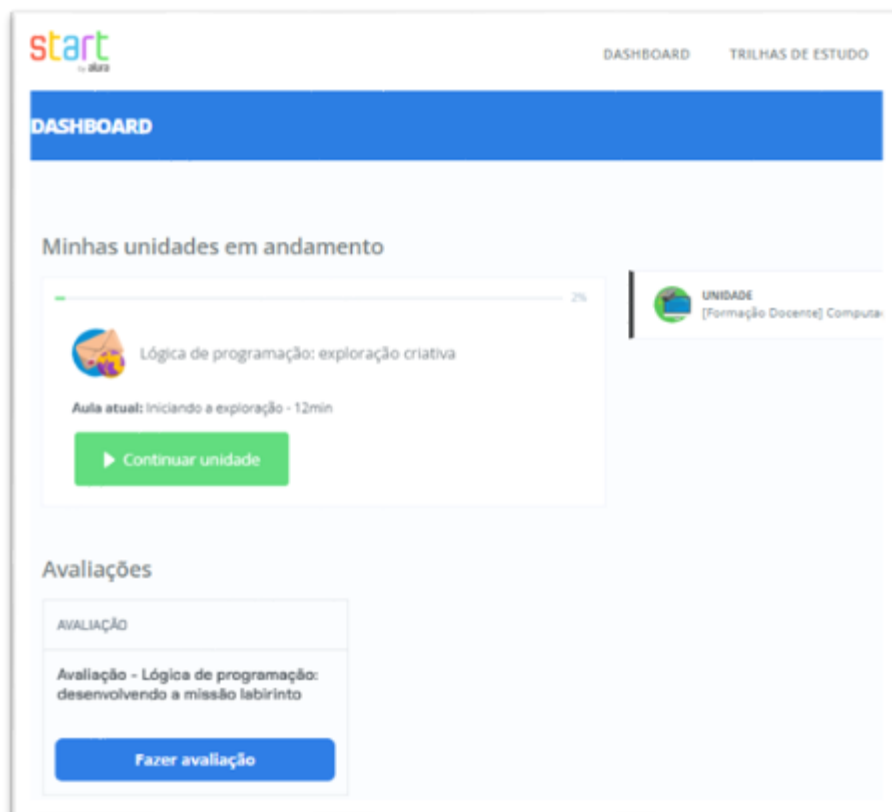 start
by alura
DASHBOARD
TRILHAS DE ESTUDO
DASHBOARD
Minhas unidades em andamento
2%
Lógica de programação: exploração criativa
Aula atual: Iniciando a exploração - 12min
Continuar unidade
UNIDADE
[Formação Docente] Computa
Avaliações
AVALIAÇÃO
Avaliação - Lógica de programação:
desenvolvendo a missão labirinto
Fazer avaliação